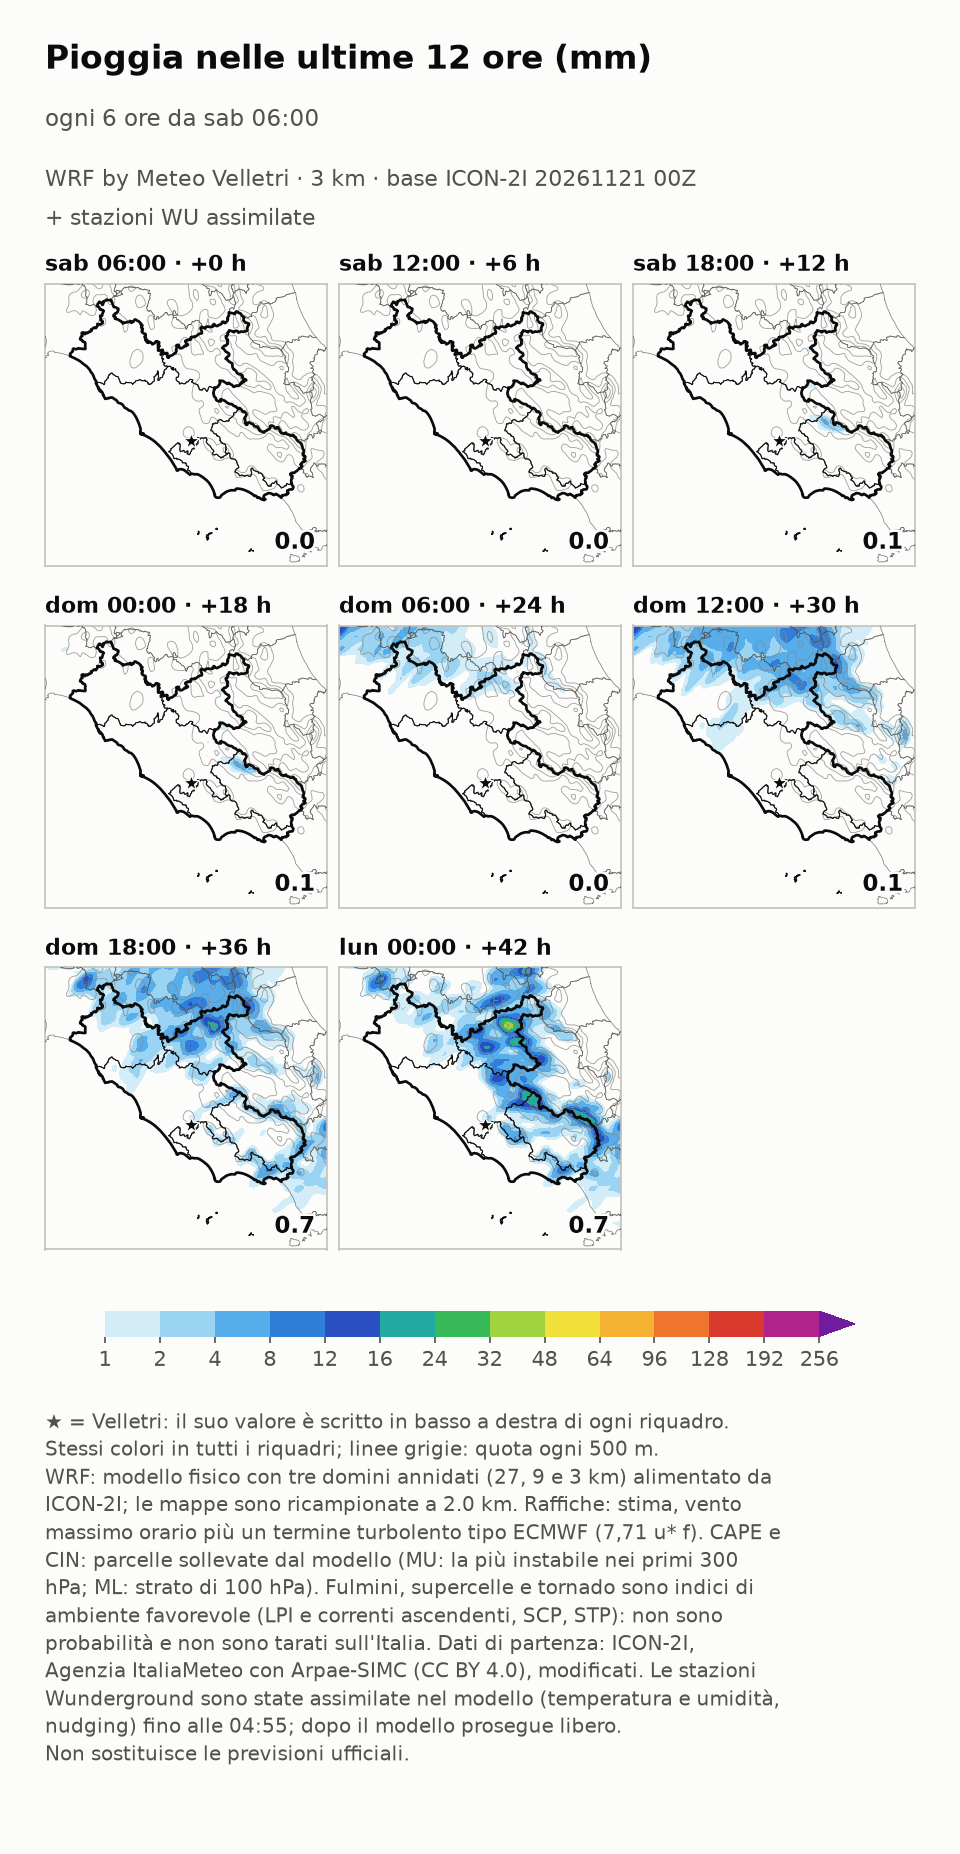 Pioggia nelle ultime 12 ore (mm)
ogni 6 ore da sab 06:00
WRF by Meteo Velletri · 3 km · base ICON-2I 20261121 00Z
+ stazioni WU assimilate
sab 06:00 · +0 h
sab 12:00 · +6 h
sab 18:00 · +12 h
0.0
0.0
0.1
dom 00:00 · +18 h
dom 06:00 · +24 h
dom 12:00 · +30 h
0.1
0.0
0.1
dom 18:00 · +36 h
lun 00:00 · +42 h
0.7
0.7
1 2 4 8 12 16 24 32 48 64 96 128 192 256
★ = Velletri: il suo valore è scritto in basso a destra di ogni riquadro.
Stessi colori in tutti i riquadri; linee grigie: quota ogni 500 m.
WRF: modello fisico con tre domini annidati (27, 9 e 3 km) alimentato da
ICON-2I; le mappe sono ricampionate a 2.0 km. Raffiche: stima, vento
massimo orario più un termine turbolento tipo ECMWF (7,71 u* f). CAPE e
CIN: parcelle sollevate dal modello (MU: la più instabile nei primi 300
hPa; ML: strato di 100 hPa). Fulmini, supercelle e tornado sono indici di
ambiente favorevole (LPI e correnti ascendenti, SCP, STP): non sono
probabilità e non sono tarati sull'Italia. Dati di partenza: ICON-2I,
Agenzia ItaliaMeteo con Arpae-SIMC (CC BY 4.0), modificati. Le stazioni
Wunderground sono state assimilate nel modello (temperatura e umidità,
nudging) fino alle 04:55; dopo il modello prosegue libero.
Non sostituisce le previsioni ufficiali.